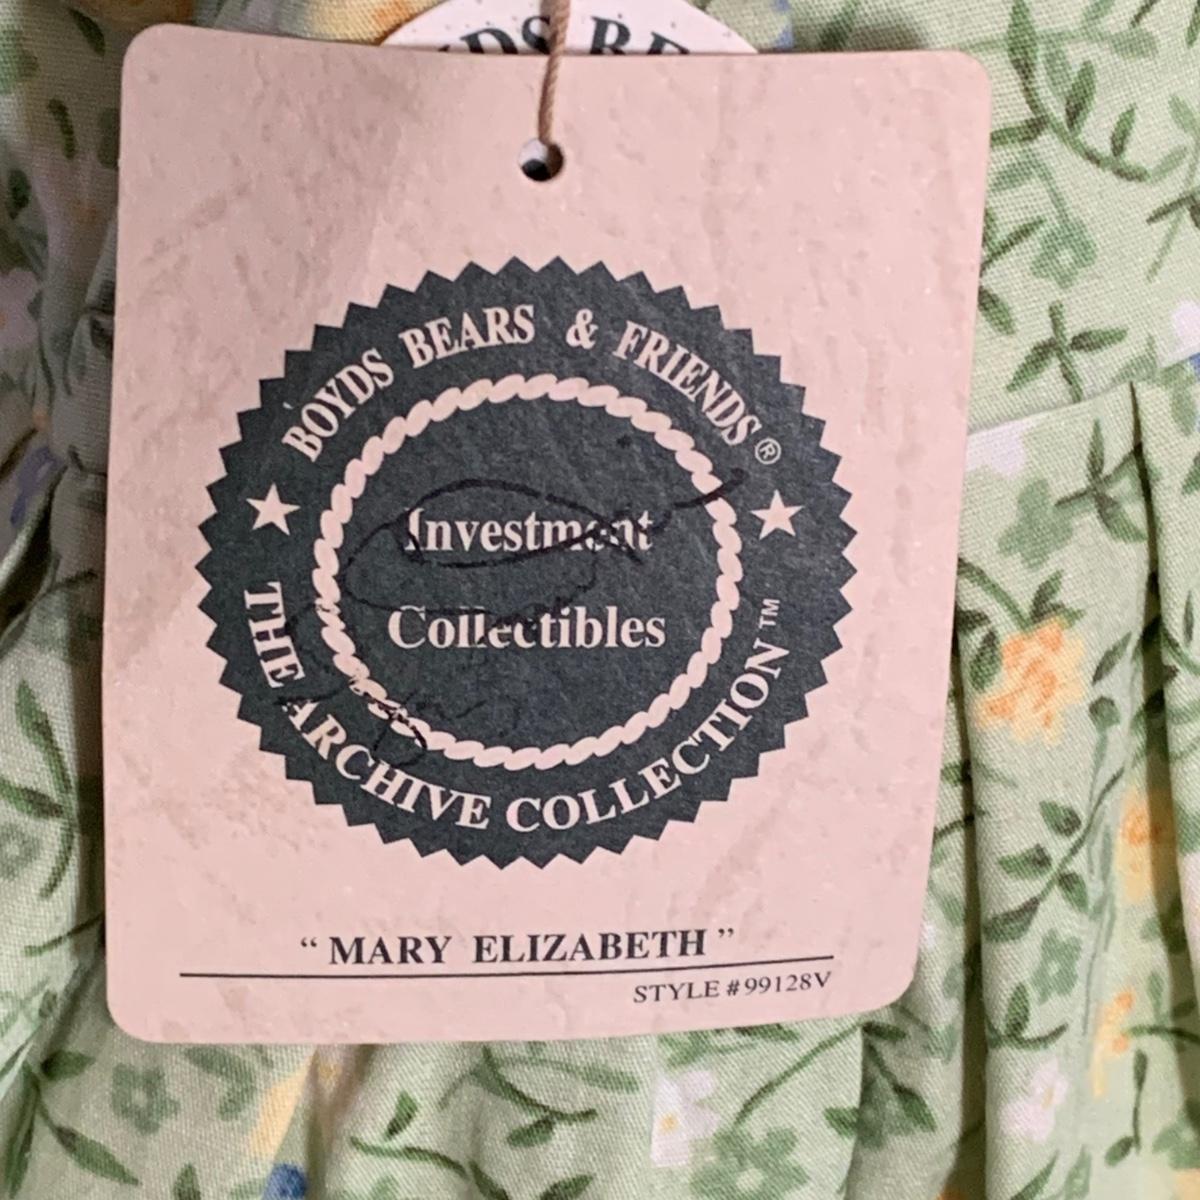 BOYDS BEARS & FRIENDS®
Investment
Collectibles
THE ARCHIVE COLLECTION™
“ MARY ELIZABETH ”
STYLE #99128V